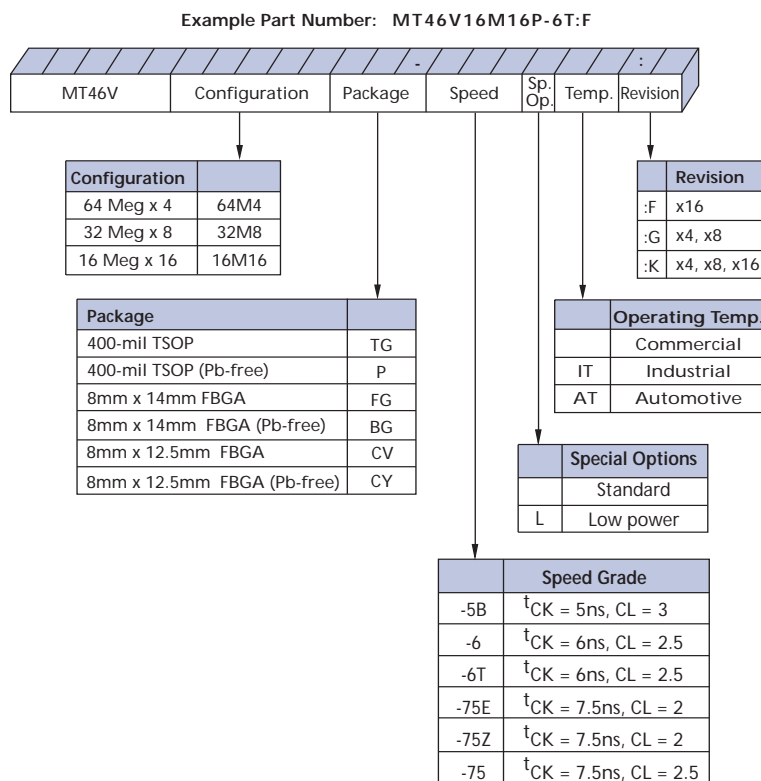 Example Part Number: MT46V16M16P-6T:F
- :
MT46V Configuration Package Speed Sp. Op. Temp. Revision
Configuration
64 Meg x 4 64M4
32 Meg x 8 32M8
16 Meg x 16 16M16
Revision
:F x16
:G x4, x8
:K x4, x8, x16
Package
400-mil TSOP TG
400-mil TSOP (Pb-free) P
8mm x 14mm FBGA FG
8mm x 14mm FBGA (Pb-free) BG
8mm x 12.5mm FBGA CV
8mm x 12.5mm FBGA (Pb-free) CY
Operating Temp.
Commercial
IT Industrial
AT Automotive
Special Options
Standard
L Low power
Speed Grade
-5B tCK = 5ns, CL = 3
-6 tCK = 6ns, CL = 2.5
-6T tCK = 6ns, CL = 2.5
-75E tCK = 7.5ns, CL = 2
-75Z tCK = 7.5ns, CL = 2
-75 tCK = 7.5ns, CL = 2.5